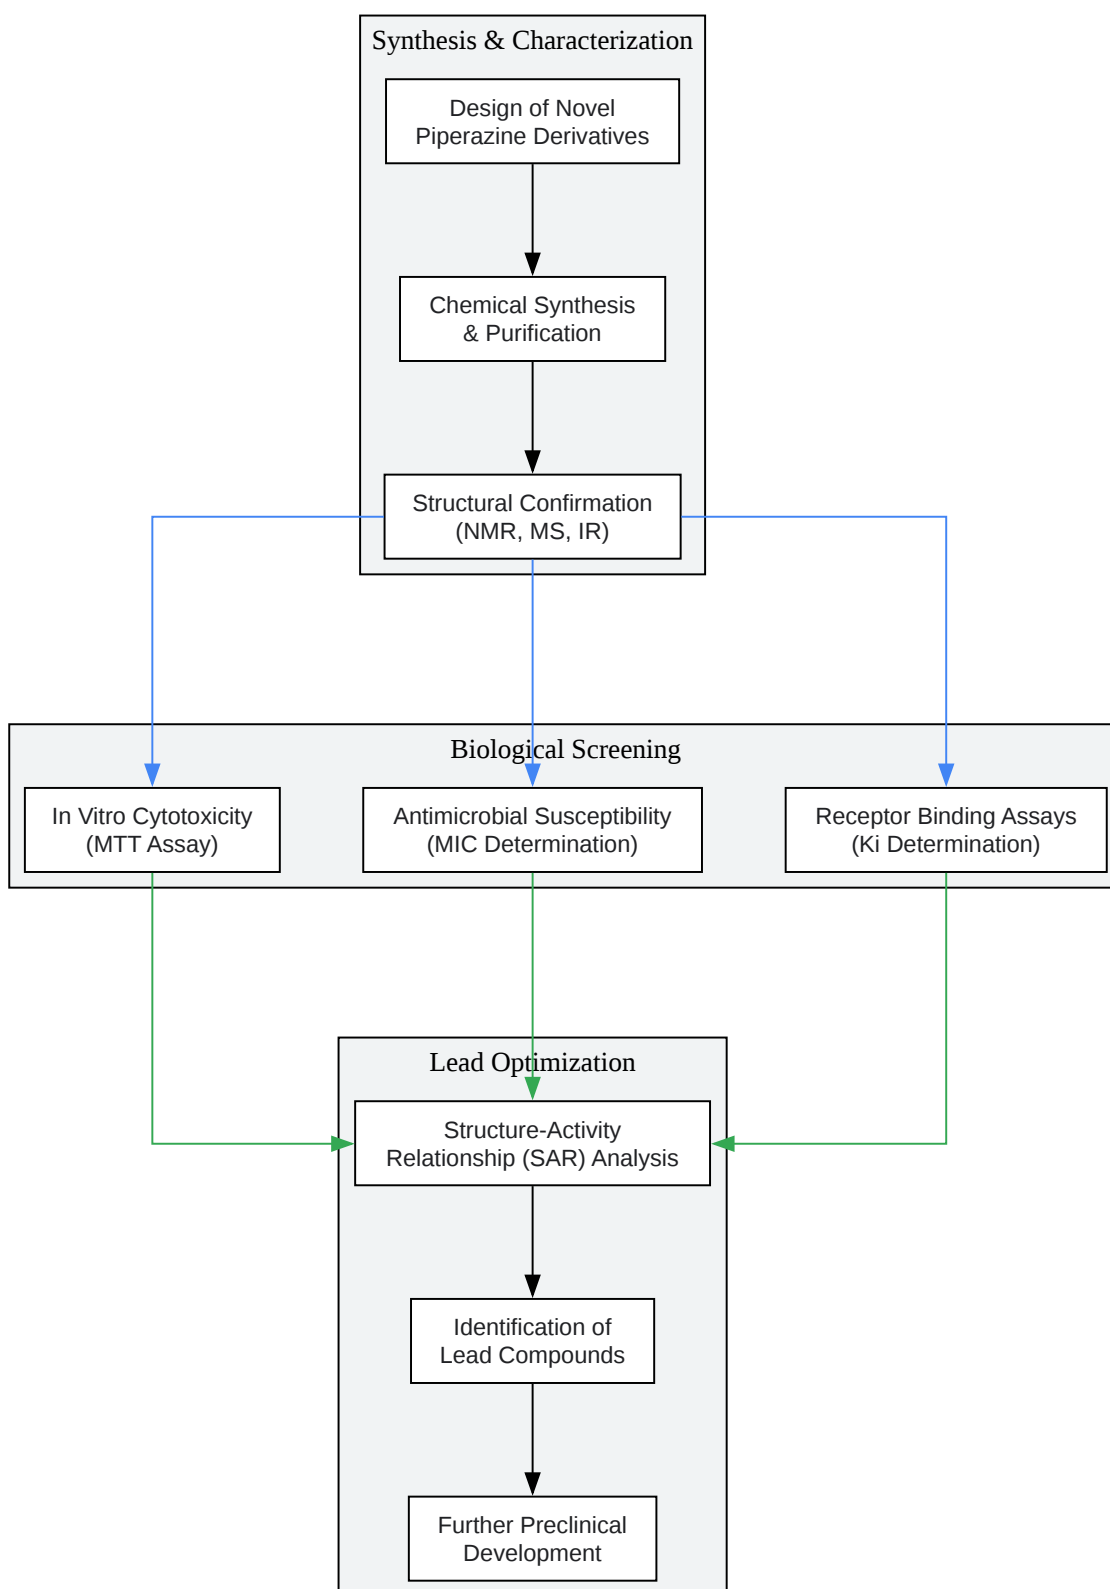 Synthesis & Characterization
Design of Novel
Piperazine Derivatives
Chemical Synthesis
& Purification
Structural Confirmation
(NMR, MS, IR)
Biological Screening
In Vitro Cytotoxicity
(MTT Assay)
Antimicrobial Susceptibility
(MIC Determination)
Receptor Binding Assays
(Ki Determination)
Lead Optimization
Structure-Activity
Relationship (SAR) Analysis
Identification of
Lead Compounds
Further Preclinical
Development